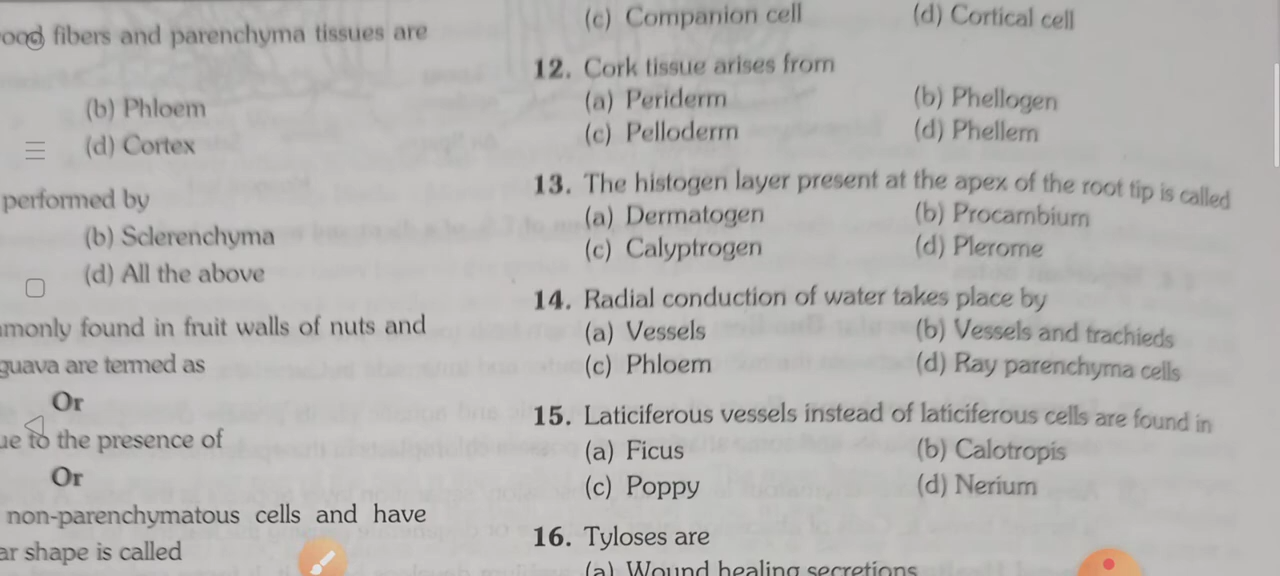 fibers and parenchyma tissues are
(b) Phloem
(d) Cortex
performed by
(b) Sclerenchyma
(d) All the above
found in fruit walls of nuts and
guava are termed as
Or
to the presence of
Or
non-parenchymatous cells and have
shape is called
(c) Companion cell (d) Cortical cell
12. Cork tissue arises from
(a) Periderm (b) Phellogen
(c) Pelloderm (d) Phellem
13. The histogen layer present at the apex of the root tip is called
(a) Dermatogen (b) Procambium
(c) Calyptrogen (d) Plerome
14. Radial conduction of water takes place by
(a) Vessels (b) Vessels and trachieds
(c) Phloem (d) Ray parenchyma cells
15. Laticiferous vessels instead of laticiferous cells are found in
(a) Ficus (b) Calotropis
(c) Poppy (d) Nerium
16. Tyloses are
(a) Wound healing secretions